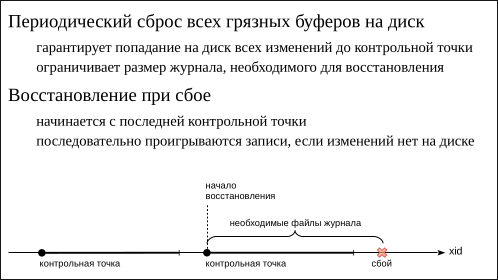 Периодический сброс всех грязных буферов на диск
гарантирует попадание на диск всех изменений до контрольной точки
ограничивает размер журнала, необходимого для восстановления
Восстановление при сбое
начинается с последней контрольной точки
последовательно проигрываются записи, если изменений нет на диске
начало
восстановления
необходимые файлы журнала
xid
контрольная точка
контрольная точка
сбой